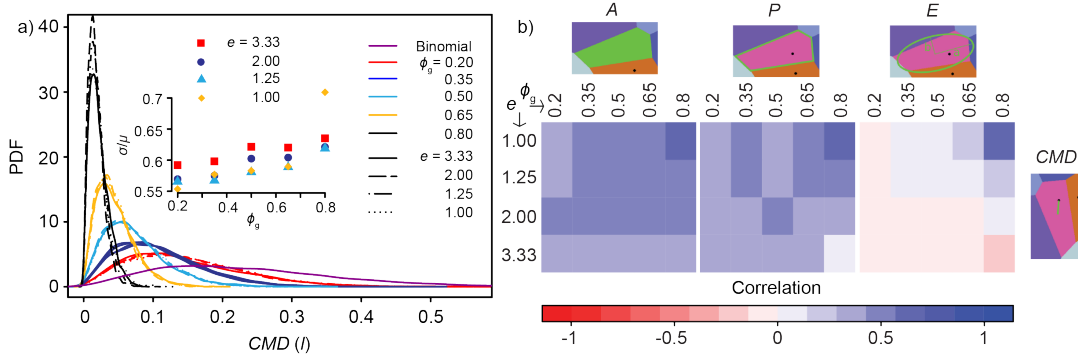 a)
PDF
40
30
20
10
0
0
0.1
0.2
0.3
0.4
0.5
CMD (l)
e = 3.33
2.00
1.25
1.00
σ/μ
0.7
0.65
0.6
0.55
0.2
0.4
0.6
0.8
ϕg
Binomial
ϕg = 0.20
0.35
0.50
0.65
0.80
e = 3.33
2.00
1.25
1.00
b)
A
P
E
e ϕg
0.2 0.35 0.5 0.65 0.8
0.2 0.35 0.5 0.65 0.8
0.2 0.35 0.5 0.65 0.8
1.00
1.25
2.00
3.33
CMD
Correlation
-1 -0.5 0 0.5 1